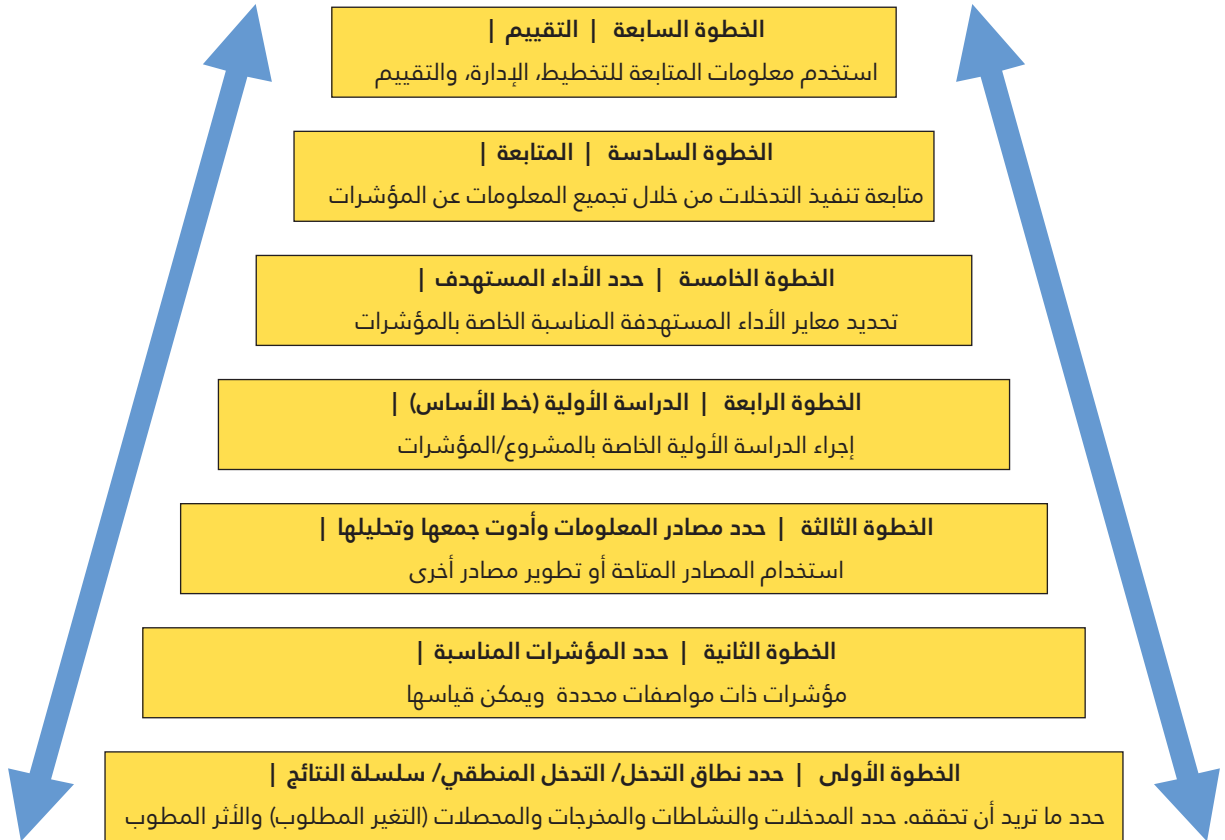 الخطوة السابعة | التقييم |
استخدم معلومات المتابعة للتخطيط، الإدارة، والتقييم
الخطوة السادسة | المتابعة |
متابعة تنفيذ التدخلات من خلال تجميع المعلومات عن المؤشرات
الخطوة الخامسة | حدد الأداء المستهدف |
تحديد معاير الأداء المستهدفة المناسبة الخاصة بالمؤشرات
الخطوة الرابعة | الدراسة الأولية (خط الأساس) |
إجراء الدراسة الأولية الخاصة بالمشروع/المؤشرات
الخطوة الثالثة | حدد مصادر المعلومات وأدوت جمعها وتحليلها |
استخدام المصادر المتاحة أو تطوير مصادر أخرى
الخطوة الثانية | حدد المؤشرات المناسبة |
مؤشرات ذات مواصفات محددة ويمكن قياسها
الخطوة الأولى | حدد نطاق التدخل/ التدخل المنطقي/ سلسلة النتائج |
حدد ما تريد أن تحققه. حدد المدخلات والنشاطات والمخرجات والمحصلات (التغير المطلوب) والأثر المطوب